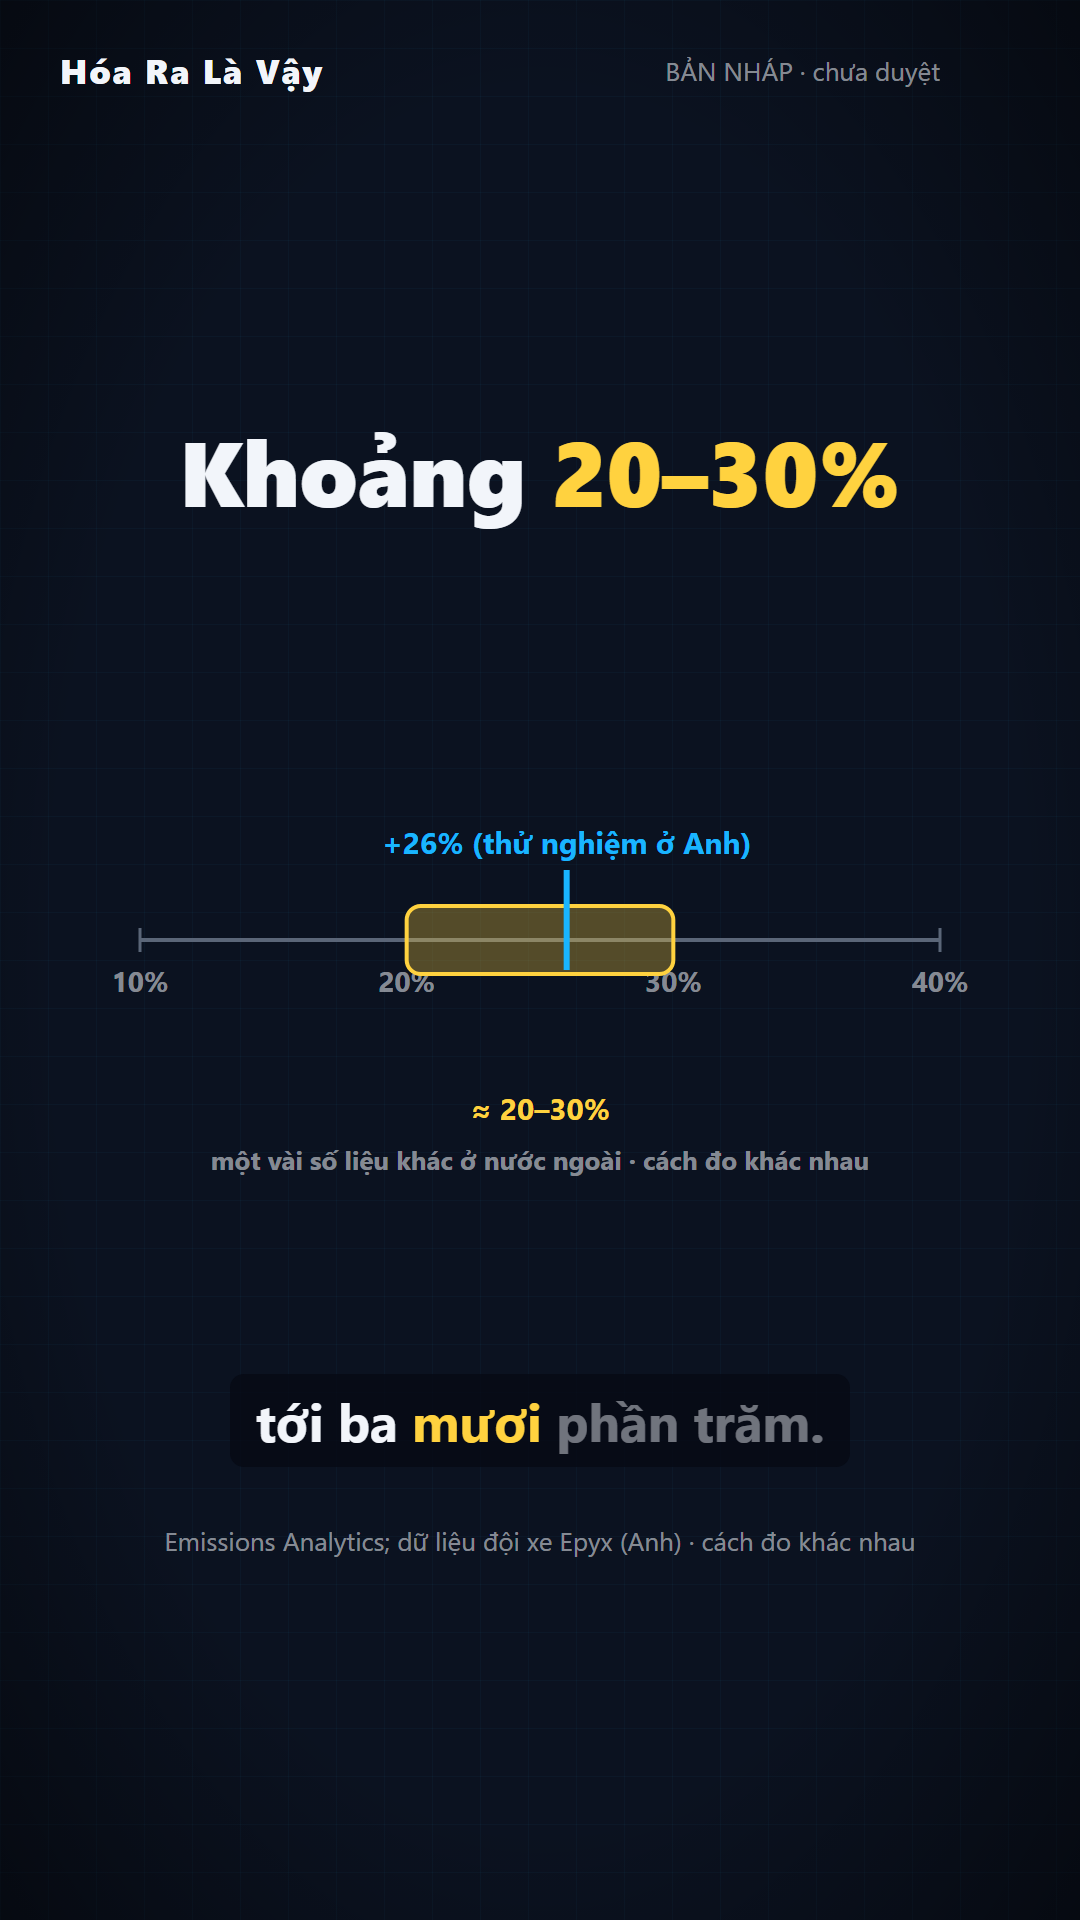 Hóa Ra Là Vậy
BẢN NHÁP · chưa duyệt
Khoảng 20–30%
+26% (thử nghiệm ở Anh)
10% 20% 30% 40%
≈ 20–30%
một vài số liệu khác ở nước ngoài · cách đo khác nhau
tới ba mươi phần trăm.
Emissions Analytics; dữ liệu đội xe Epyx (Anh) · cách đo khác nhau